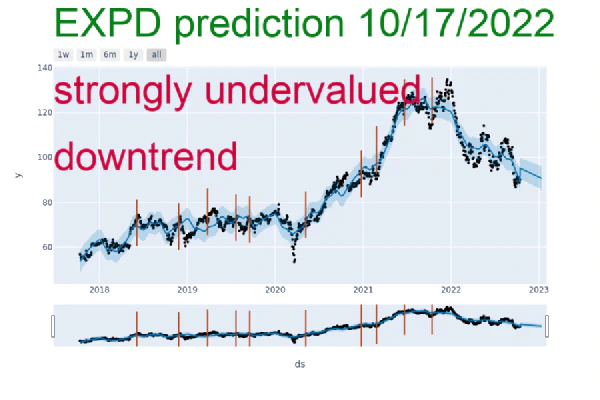 EXPD prediction 10/17/2022
1w 1m 6m 1y all
strongly undervalued
downtrend
140
120
100
80
60
y
2018 2019 2020 2021 2022 2023
ds